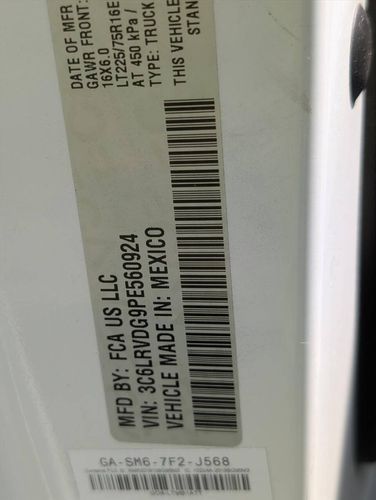 DATE OF MFR
GAWR FRONT:
16X6.0
LT225/75R16E
AT 450 kPa /
TYPE: TRUCK
THIS VEHICLE
STAN
MFD BY: FCA US LLC
VIN: 3C6LRVDG9PE560924
VEHICLE MADE IN: MEXICO
GA-SM6-7F2-J568